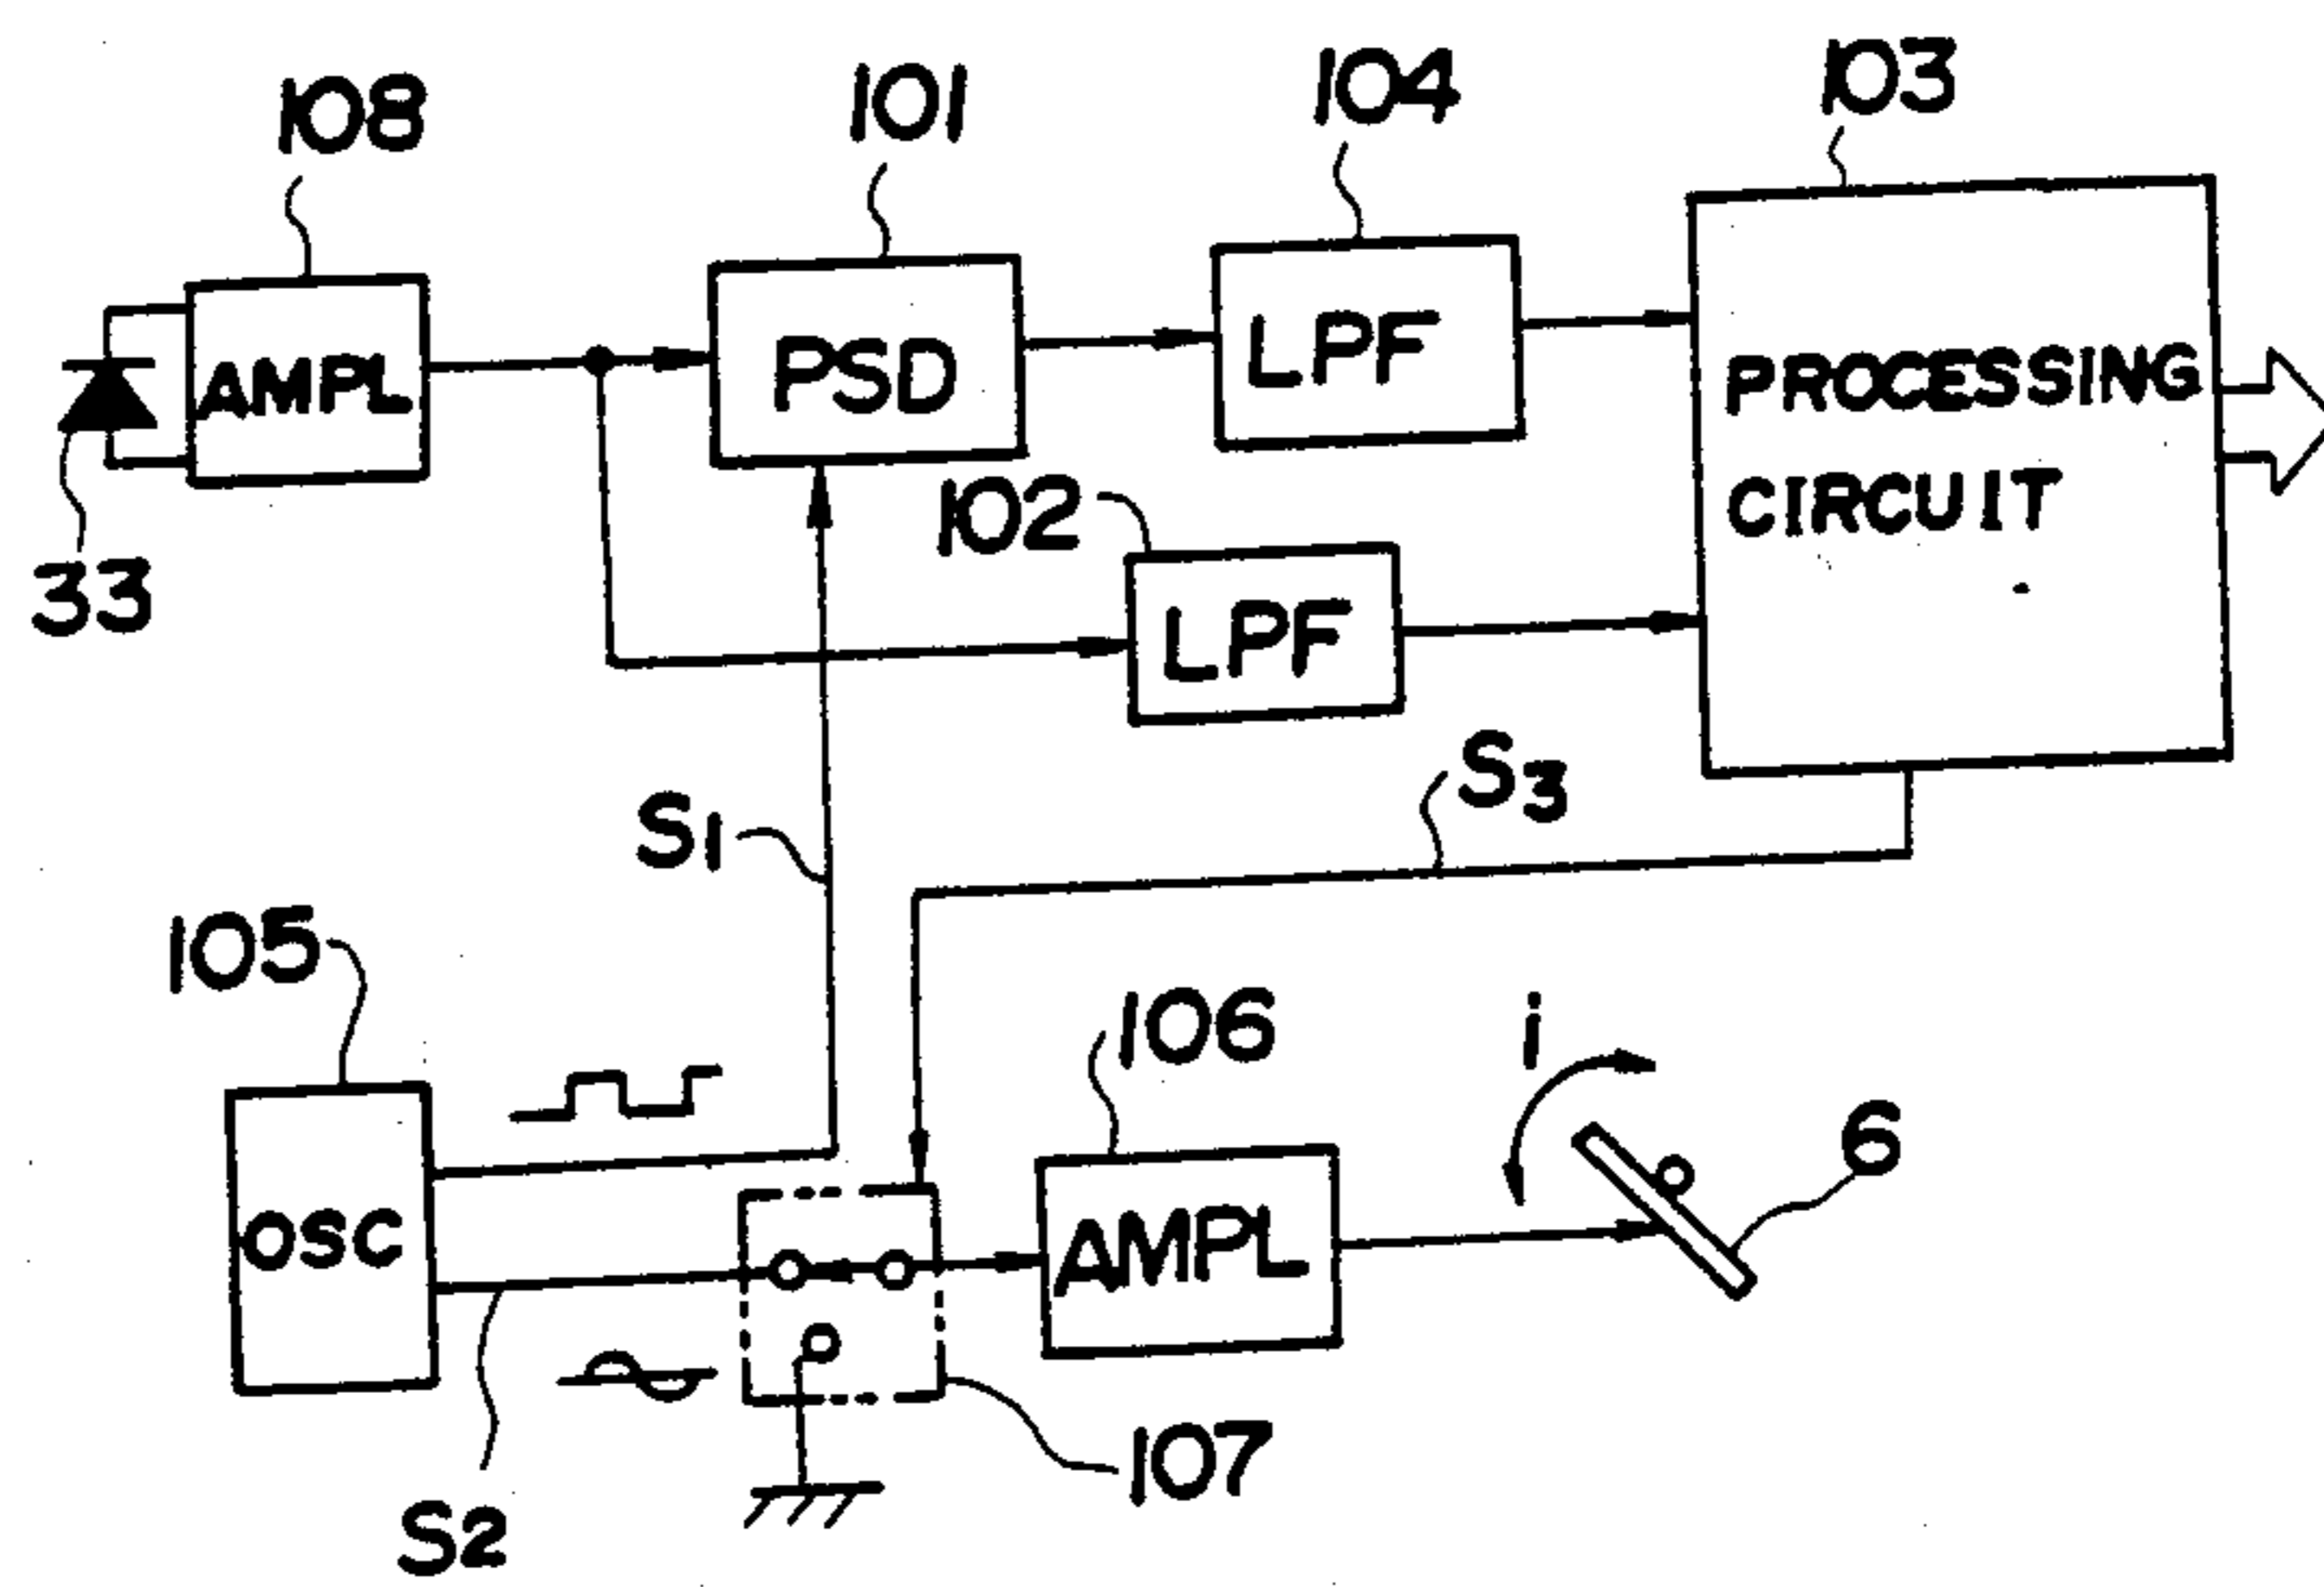 108
101
104
103
AMPL
PSD
LPF
PROCESSING
CIRCUIT
33
102
LPF
S1
S3
105
106
i
6
OSC
AMPL
107
S2